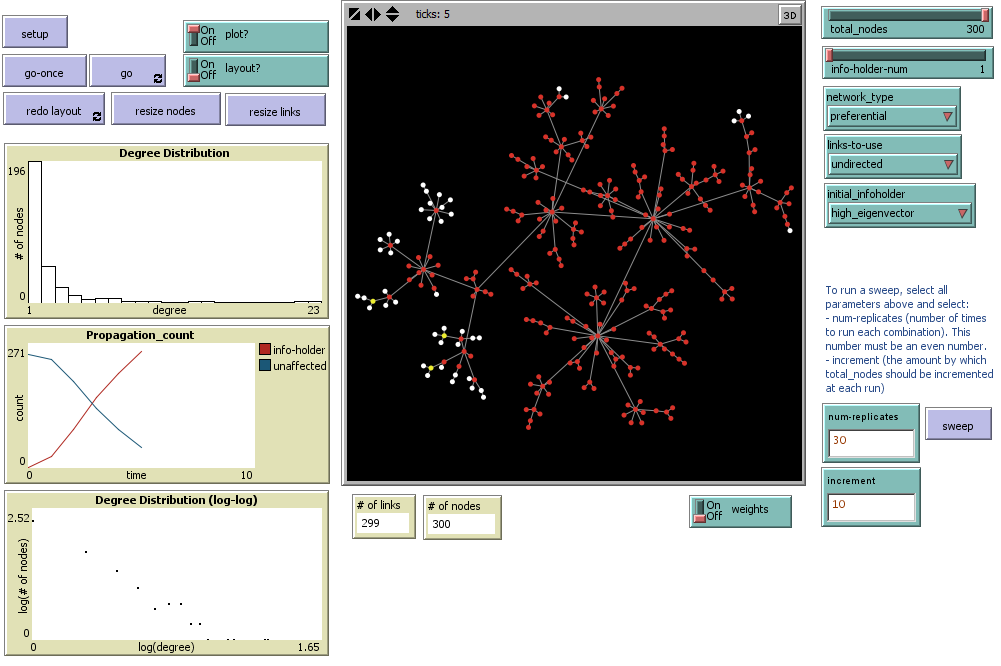 setup
On
Off
plot?
go-once
go
On
Off
layout?
redo layout
resize nodes
resize links
Degree Distribution
196
# of nodes
0
1
degree
23
Propagation_count
271
count
0
0
time
10
info-holder
unaffected
Degree Distribution (log-log)
2.52
log(# of nodes)
0
0
log(degree)
1.65
ticks: 5
3D
# of links
299
# of nodes
300
On
Off
weights
total_nodes
300
info-holder-num
1
network_type
preferential
links-to-use
undirected
initial_infoholder
high_eigenvector
To run a sweep, select all
parameters above and select:
- num-replicates (number of times
to run each combination). This
number must be an even number.
- increment (the amount by which
total_nodes should be incremented
at each run)
num-replicates
30
sweep
increment
10